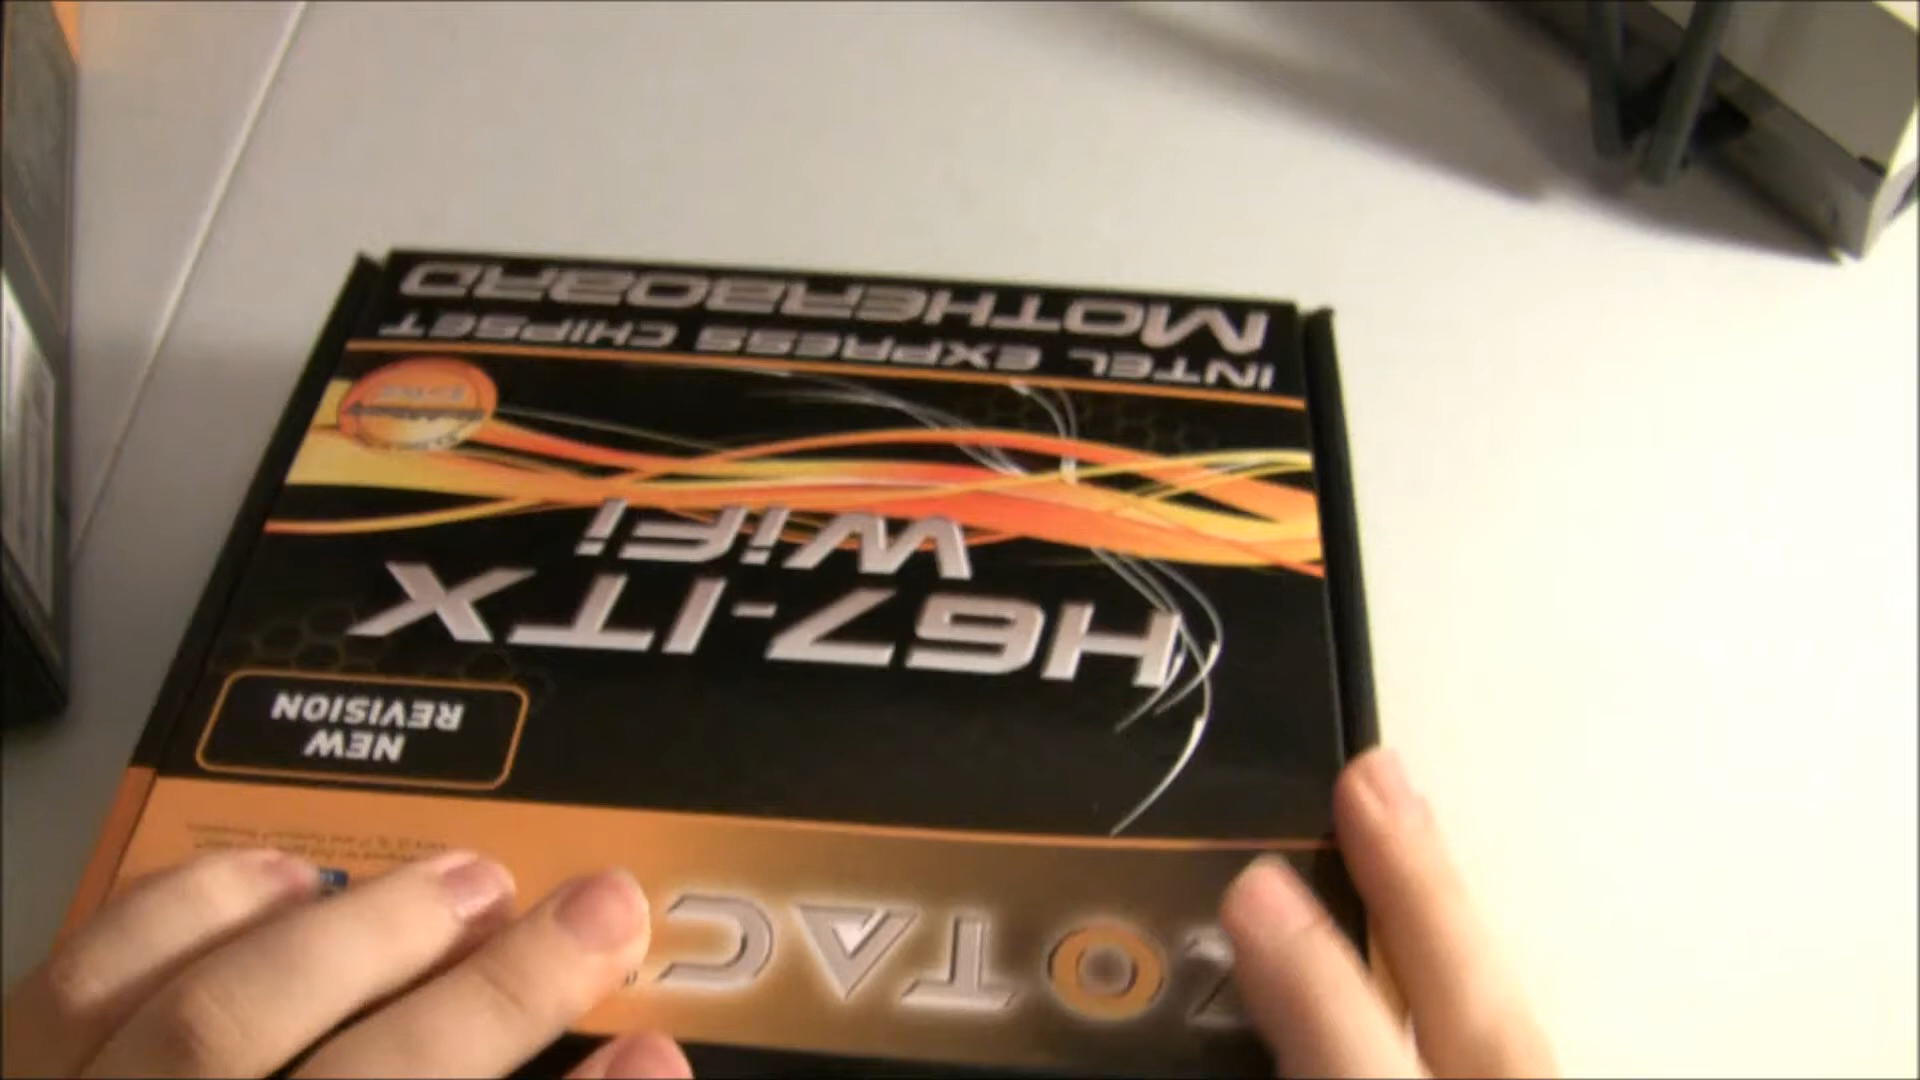 ZOTAC
NEW
REVISION
H67-ITX
WiFi
INTEL EXPRESS CHIPSET
MOTHERBOARD